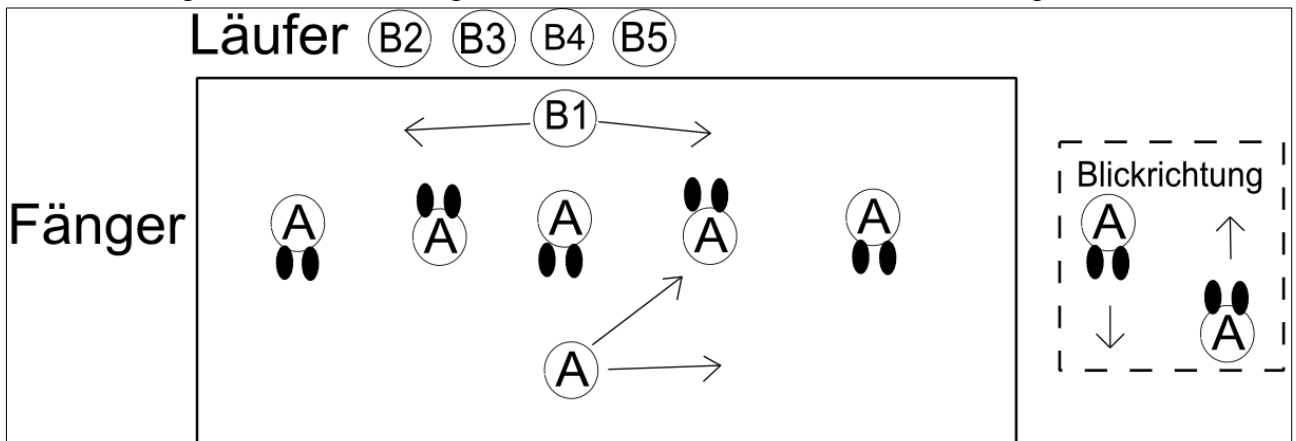 Läufer B2 B3 B4 B5
B1
Blickrichtung
Fänger A A A A A A
A
A